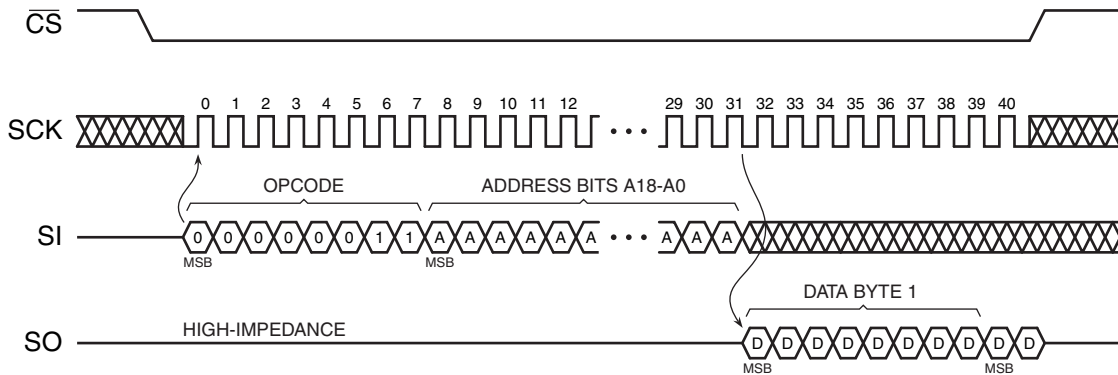 CS
0 1 2 3 4 5 6 7 8 9 10 11 12 29 30 31 32 33 34 35 36 37 38 39 40
SCK
OPCODE ADDRESS BITS A18-A0
SI 0 0 0 0 0 0 1 1 A A A A A A A A A
MSB MSB
DATA BYTE 1
HIGH-IMPEDANCE
SO D D D D D D D D D D
MSB MSB